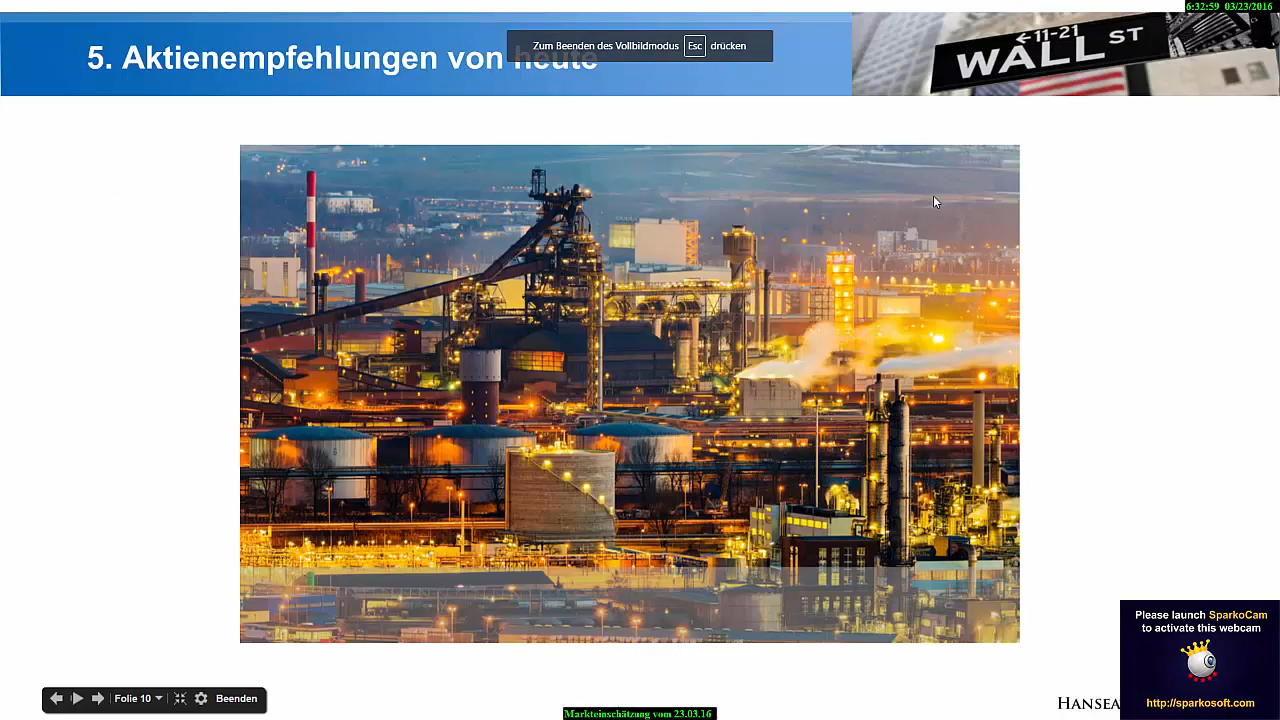 6:32:59 03/23/2016
5. Aktienempfehlungen von heute
Zum Beenden des Vollbildmodus Esc drücken
←11-21
WALL ST
Folie 10
Beenden
Markteinschätzung vom 23.03.16
HANSEA
Please launch SparkoCam
to activate this webcam
http://sparkosoft.com